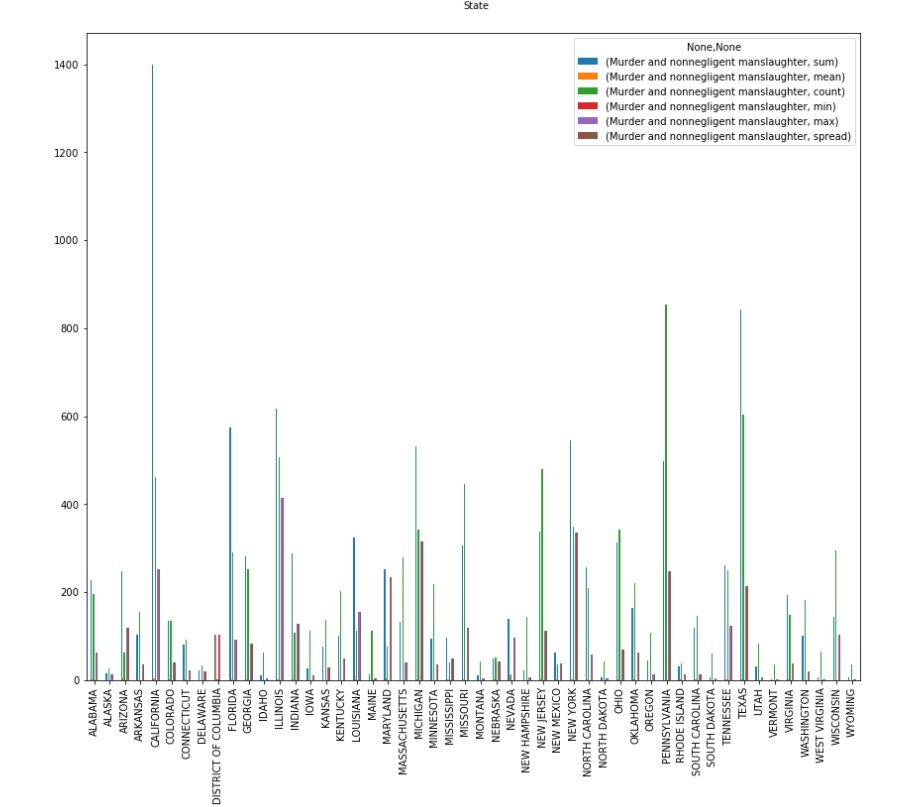 State
None,None
(Murder and nonnegligent manslaughter, sum)
(Murder and nonnegligent manslaughter, mean)
(Murder and nonnegligent manslaughter, count)
(Murder and nonnegligent manslaughter, min)
(Murder and nonnegligent manslaughter, max)
(Murder and nonnegligent manslaughter, spread)
1400
1200
1000
800
600
400
200
0
ALABAMA
ALASKA
ARIZONA
ARKANSAS
CALIFORNIA
COLORADO
CONNECTICUT
DELAWARE
DISTRICT OF COLUMBIA
FLORIDA
GEORGIA
IDAHO
ILLINOIS
INDIANA
IOWA
KANSAS
KENTUCKY
LOUISIANA
MAINE
MARYLAND
MASSACHUSETTS
MICHIGAN
MINNESOTA
MISSISSIPPI
MISSOURI
MONTANA
NEBRASKA
NEVADA
NEW HAMPSHIRE
NEW JERSEY
NEW MEXICO
NEW YORK
NORTH CAROLINA
NORTH DAKOTA
OHIO
OKLAHOMA
OREGON
PENNSYLVANIA
RHODE ISLAND
SOUTH CAROLINA
SOUTH DAKOTA
TENNESSEE
TEXAS
UTAH
VERMONT
VIRGINIA
WASHINGTON
WEST VIRGINIA
WISCONSIN
WYOMING